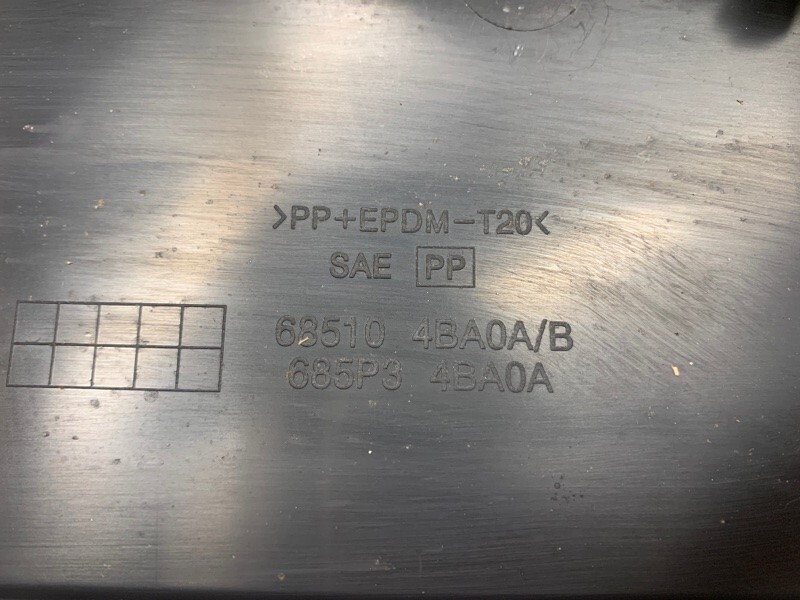 >PP+EPDM-T20<
SAE PP
68510 4BA0A/B
685P3 4BA0A